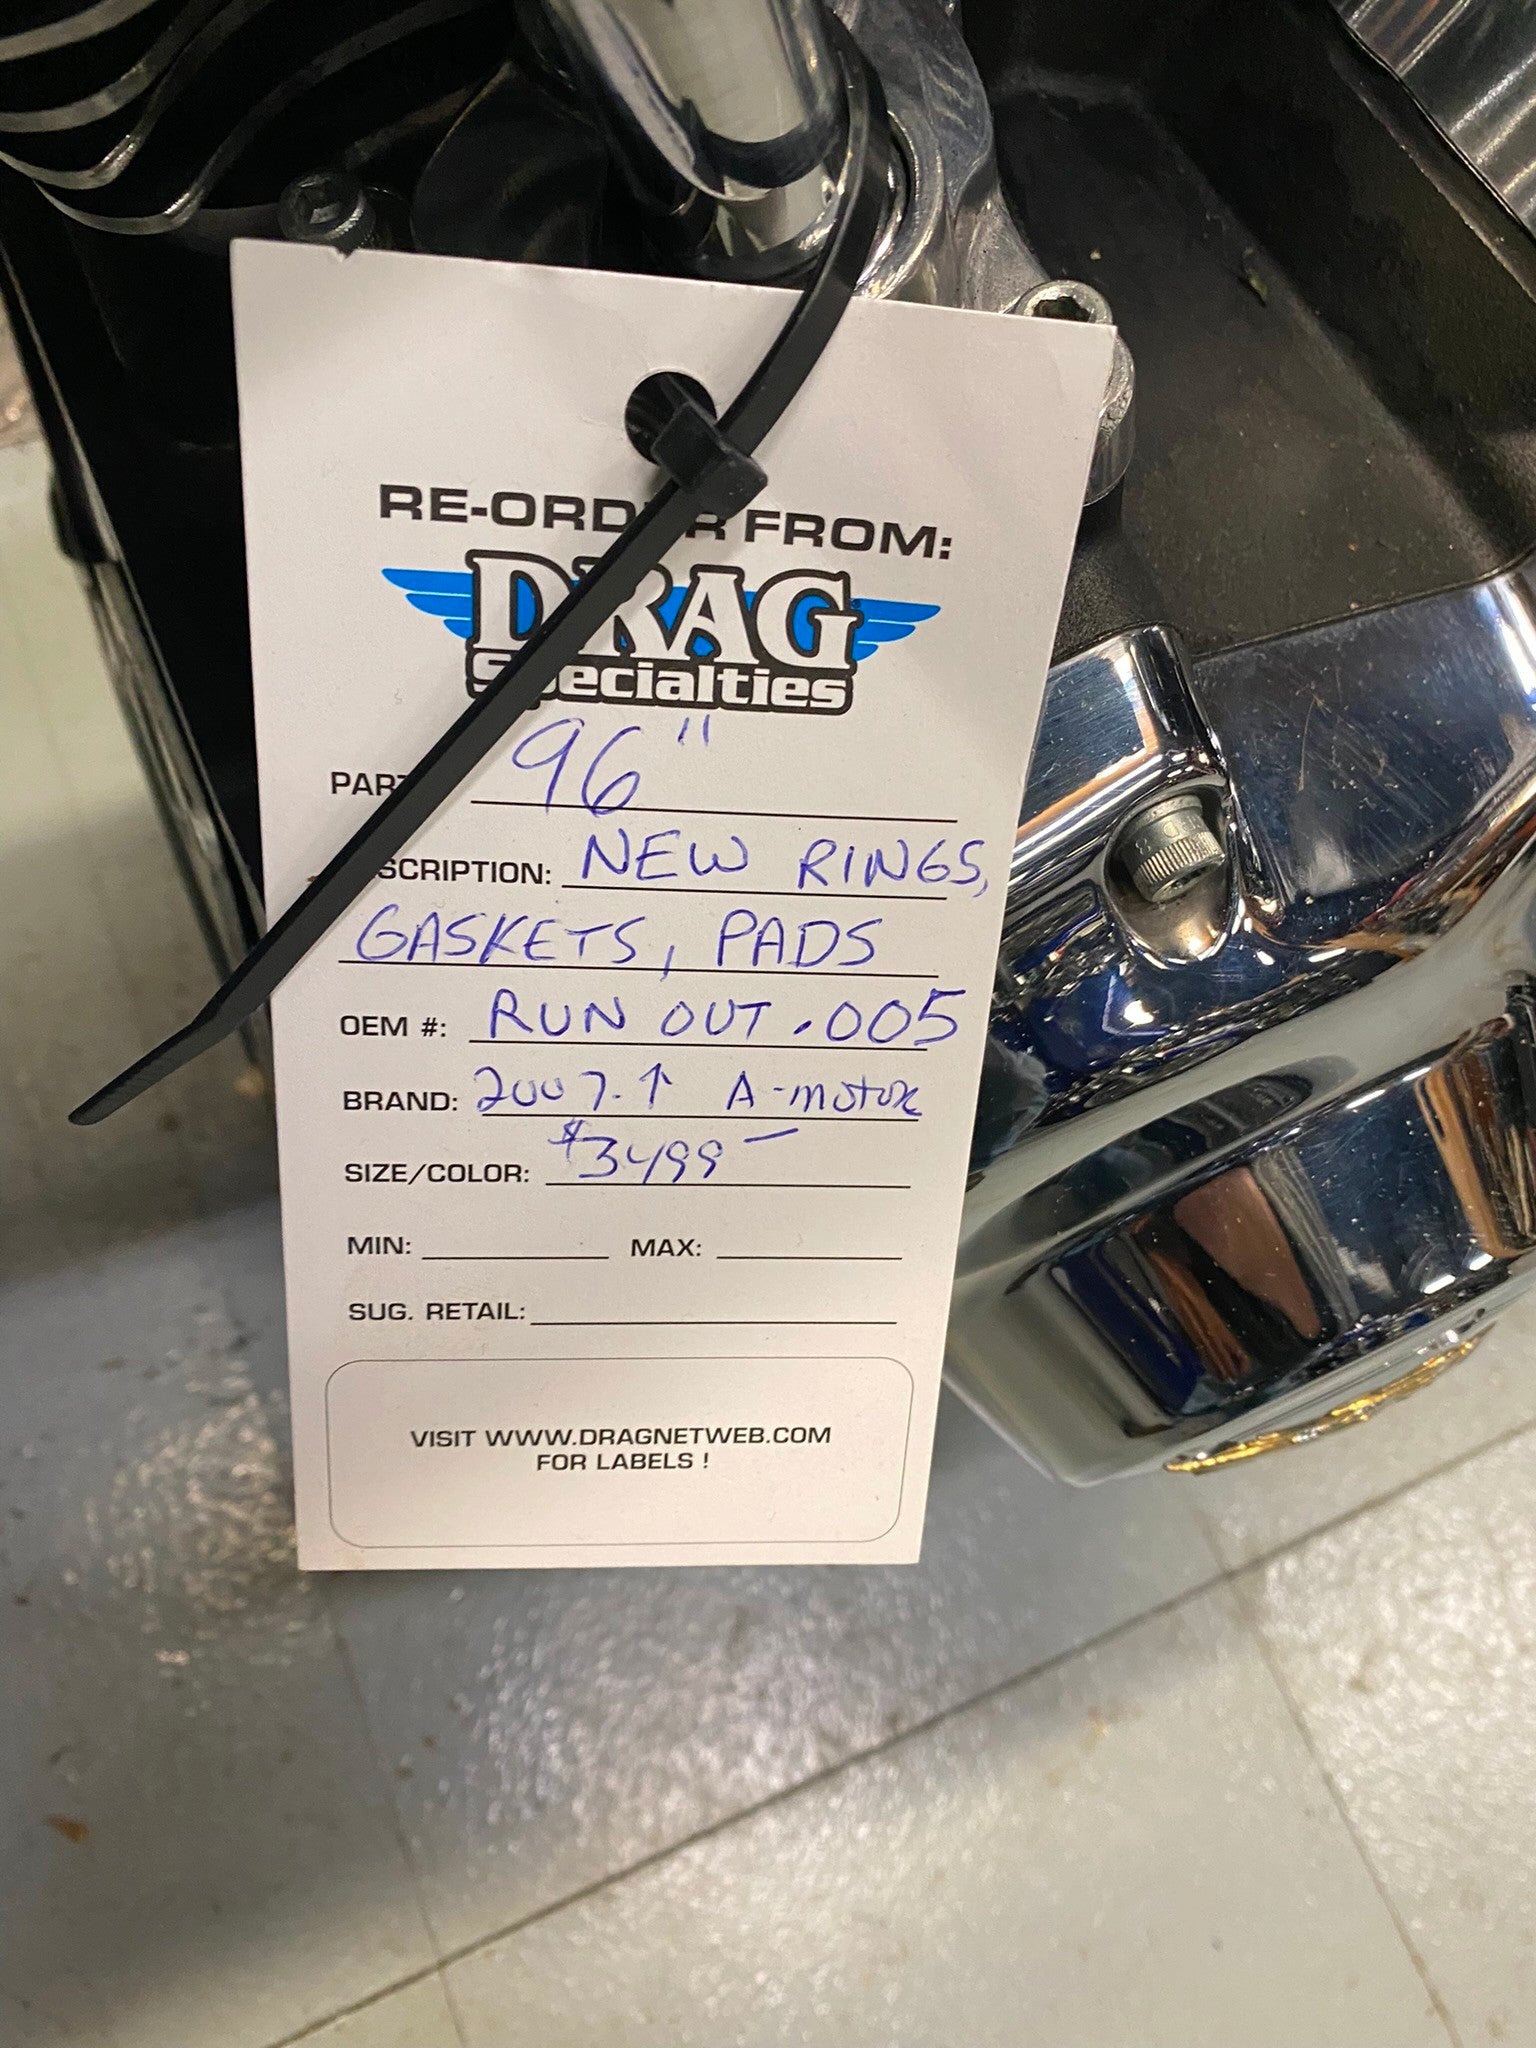 RE-ORDER FROM:
DRAG
Specialties
PART 96"
SCRIPTION: NEW RINGS,
GASKETS, PADS
OEM #: RUN OUT .005
BRAND: 2007-↑ A-MOTOR
SIZE/COLOR: $3499-
MIN: MAX:
SUG. RETAIL:
VISIT WWW.DRAGNETWEB.COM
FOR LABELS !